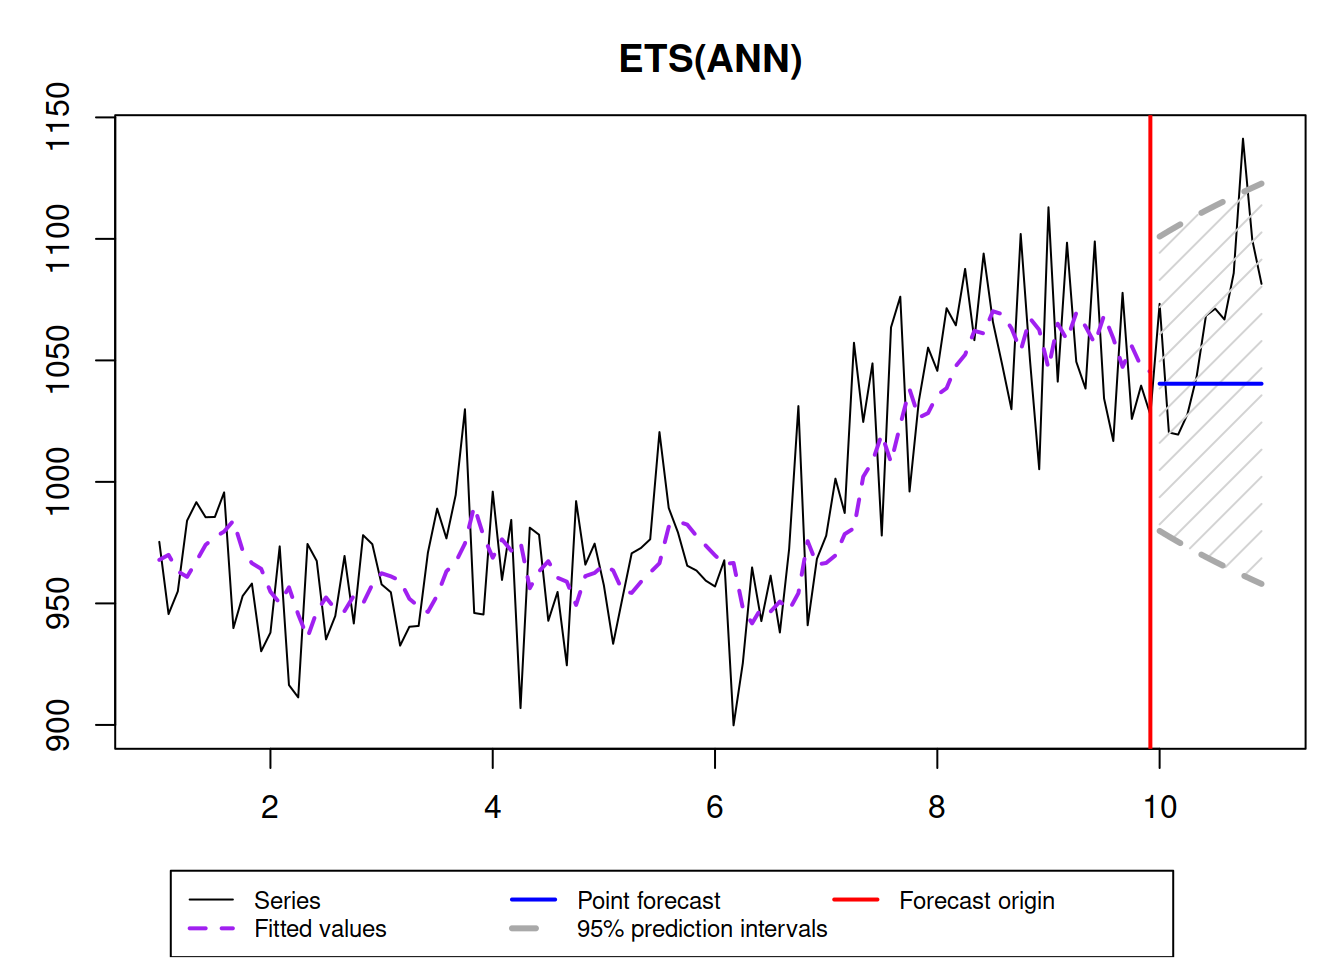 ETS(ANN)
1150
1100
1050
1000
950
900
2 4 6 8 10
Series Point forecast Forecast origin
Fitted values 95% prediction intervals